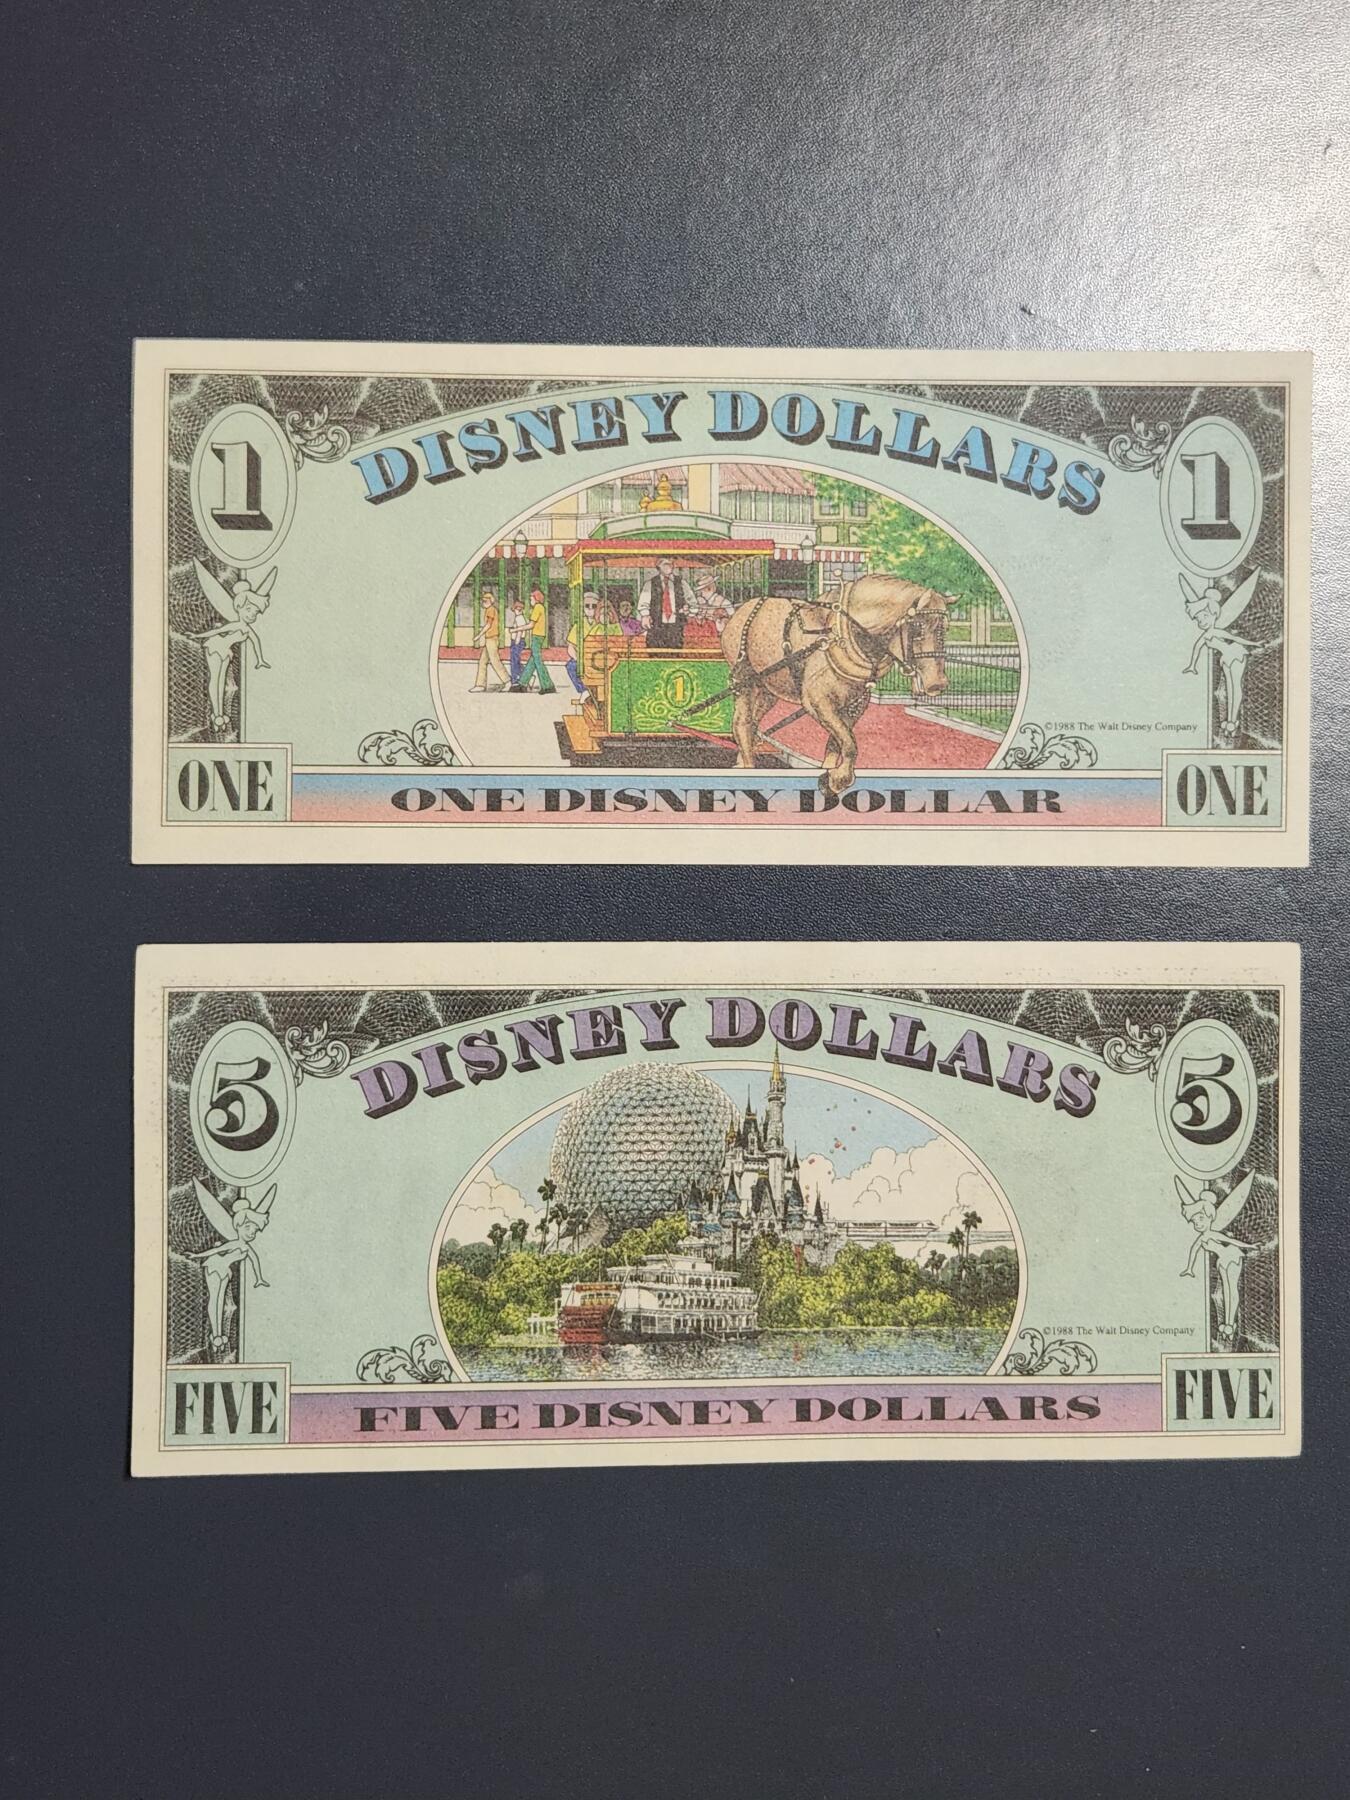 DISNEY DOLLARS
1 1
1
©1988 The Walt Disney Company
ONE ONE DISNEY DOLLAR ONE
DISNEY DOLLARS
5 5
©1988 The Walt Disney Company
FIVE FIVE DISNEY DOLLARS FIVE